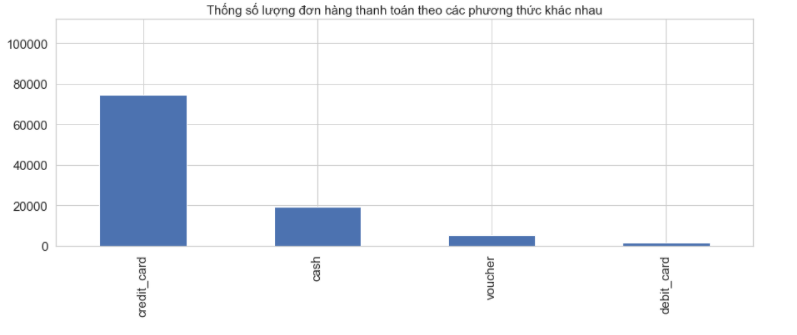 Thống số lượng đơn hàng thanh toán theo các phương thức khác nhau
100000
80000
60000
40000
20000
0
credit_card
cash
voucher
debit_card